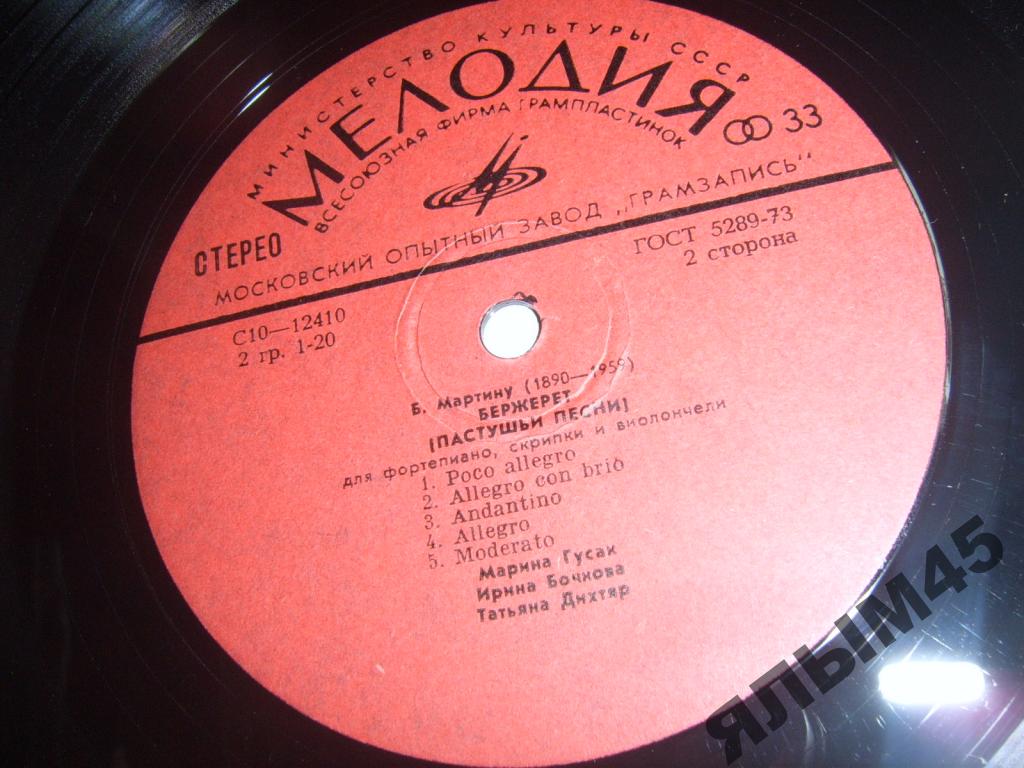 МИНИСТЕРСТВО КУЛЬТУРЫ СССР
МЕЛОДИЯ
ВСЕСОЮЗНАЯ ФИРМА ГРАМПЛАСТИНОК
33
СТЕРЕО
МОСКОВСКИЙ ОПЫТНЫЙ ЗАВОД „ГРАМЗАПИСЬ“
С10—12410
2 гр. 1-20
ГОСТ 5289-73
2 сторона
Б. Мартину (1890—1959)
БЕРЖЕРЕТ
[ПАСТУШЬИ ПЕСНИ]
для фортепиано, скрипки и виолончели
1. Poco allegro
2. Allegro con brio
3. Andantino
4. Allegro
5. Moderato
Марина Гусак
Ирина Бочкова
Татьяна Дихтяр
ЯЛЫМ45